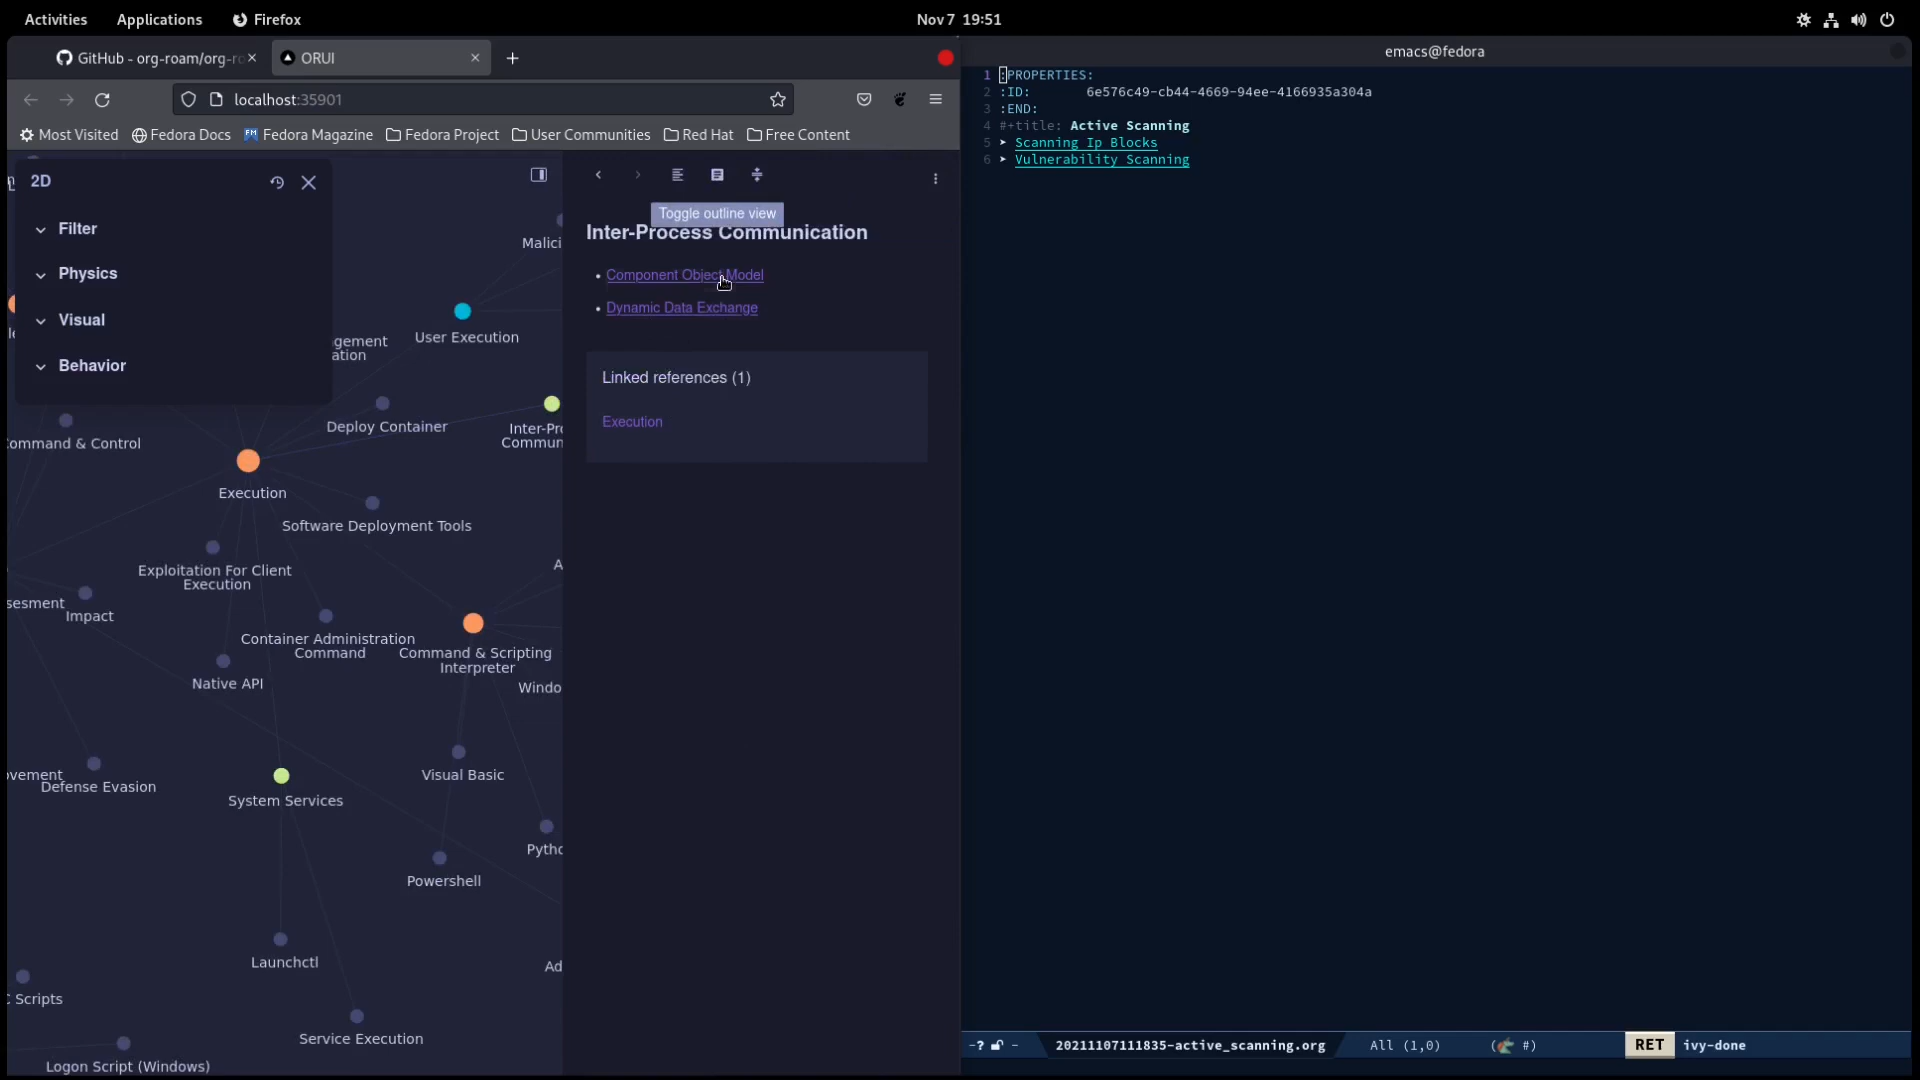 Activities Applications Firefox Nov 7 19:51
GitHub - org-roam/org-ro
ORUI
emacs@fedora
localhost:35901
Most Visited Fedora Docs Fedora Magazine Fedora Project User Communities Red Hat Free Content
2D
Filter
Physics
Visual
Behavior
Malici
User Execution
gement
ation
Deploy Container
Inter-Pro
Commun
ommand & Control
Execution
Software Deployment Tools
A
Exploitation For Client
Execution
sesment
Impact
Container Administration
Command
Command & Scripting
Interpreter
Native API
Windo
Visual Basic
ovement
Defense Evasion
System Services
Pytho
Powershell
Launchctl
Ad
C Scripts
Service Execution
Logon Script (Windows)
Toggle outline view
Inter-Process Communication
• Component Object Model
• Dynamic Data Exchange
Linked references (1)
Execution
1 :PROPERTIES:
2 :ID: 6e576c49-cb44-4669-94ee-4166935a304a
3 :END:
4 #+title: Active Scanning
5 ➤ Scanning Ip Blocks
6 ➤ Vulnerability Scanning
-? - 20211107111835-active_scanning.org All (1,0) ( #) RET ivy-done